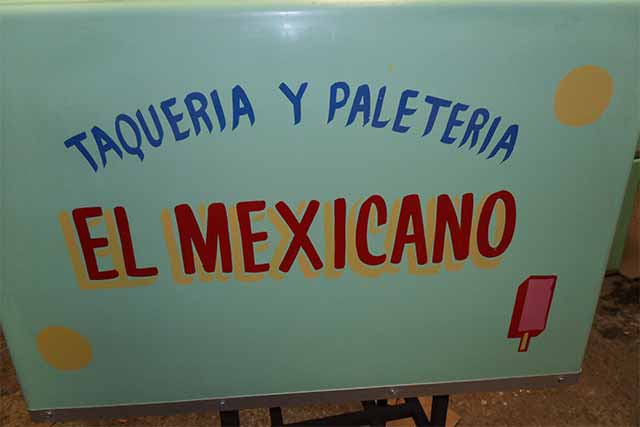 TAQUERIA Y PALETERIA
EL MEXICANO